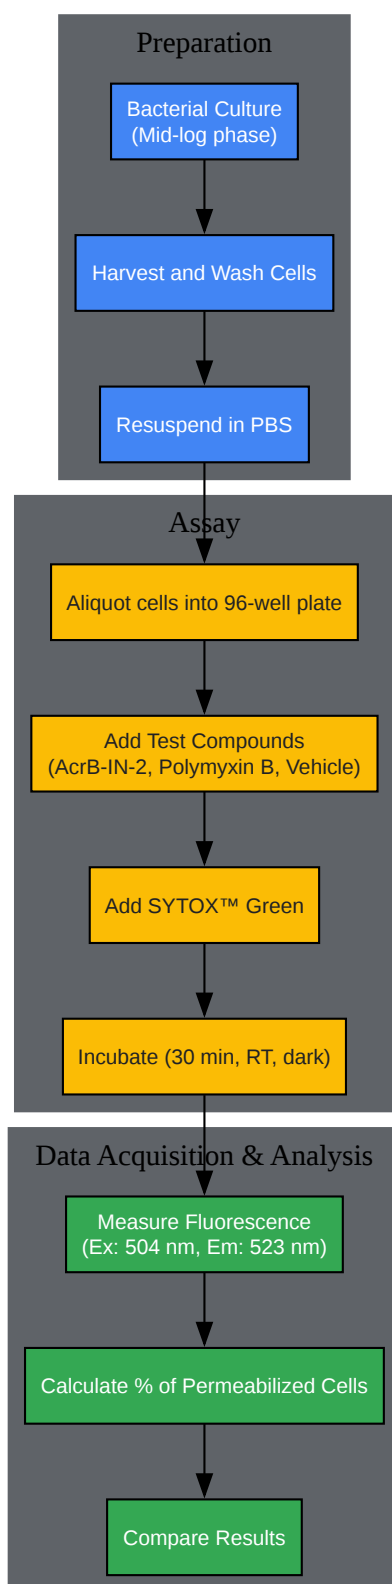 Preparation
Bacterial Culture
(Mid-log phase)
Harvest and Wash Cells
Resuspend in PBS
Assay
Aliquot cells into 96-well plate
Add Test Compounds
(AcrB-IN-2, Polymyxin B, Vehicle)
Add SYTOX™ Green
Incubate (30 min, RT, dark)
Data Acquisition & Analysis
Measure Fluorescence
(Ex: 504 nm, Em: 523 nm)
Calculate % of Permeabilized Cells
Compare Results